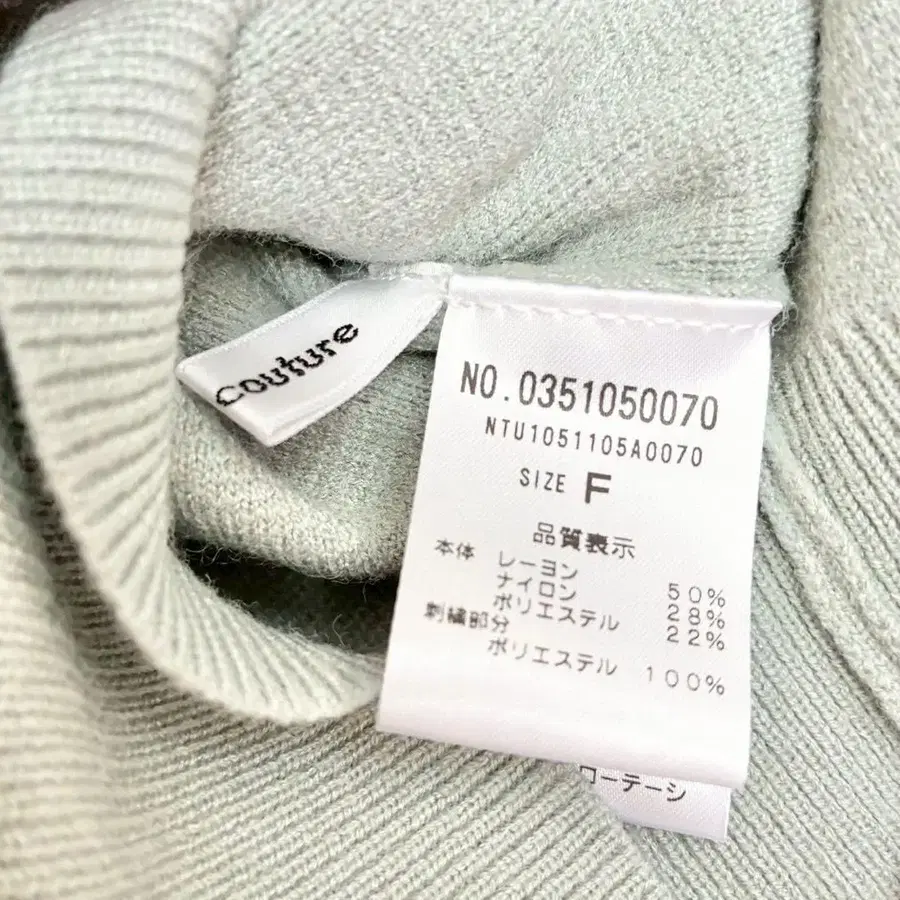 couture
NO.0351050070
NTU1051105A0070
SIZE F
品質表示
本体 レーヨン 50%
ナイロン 28%
ポリエステル 22%
刺繍部分
ポリエステル 100%
ローテーシ